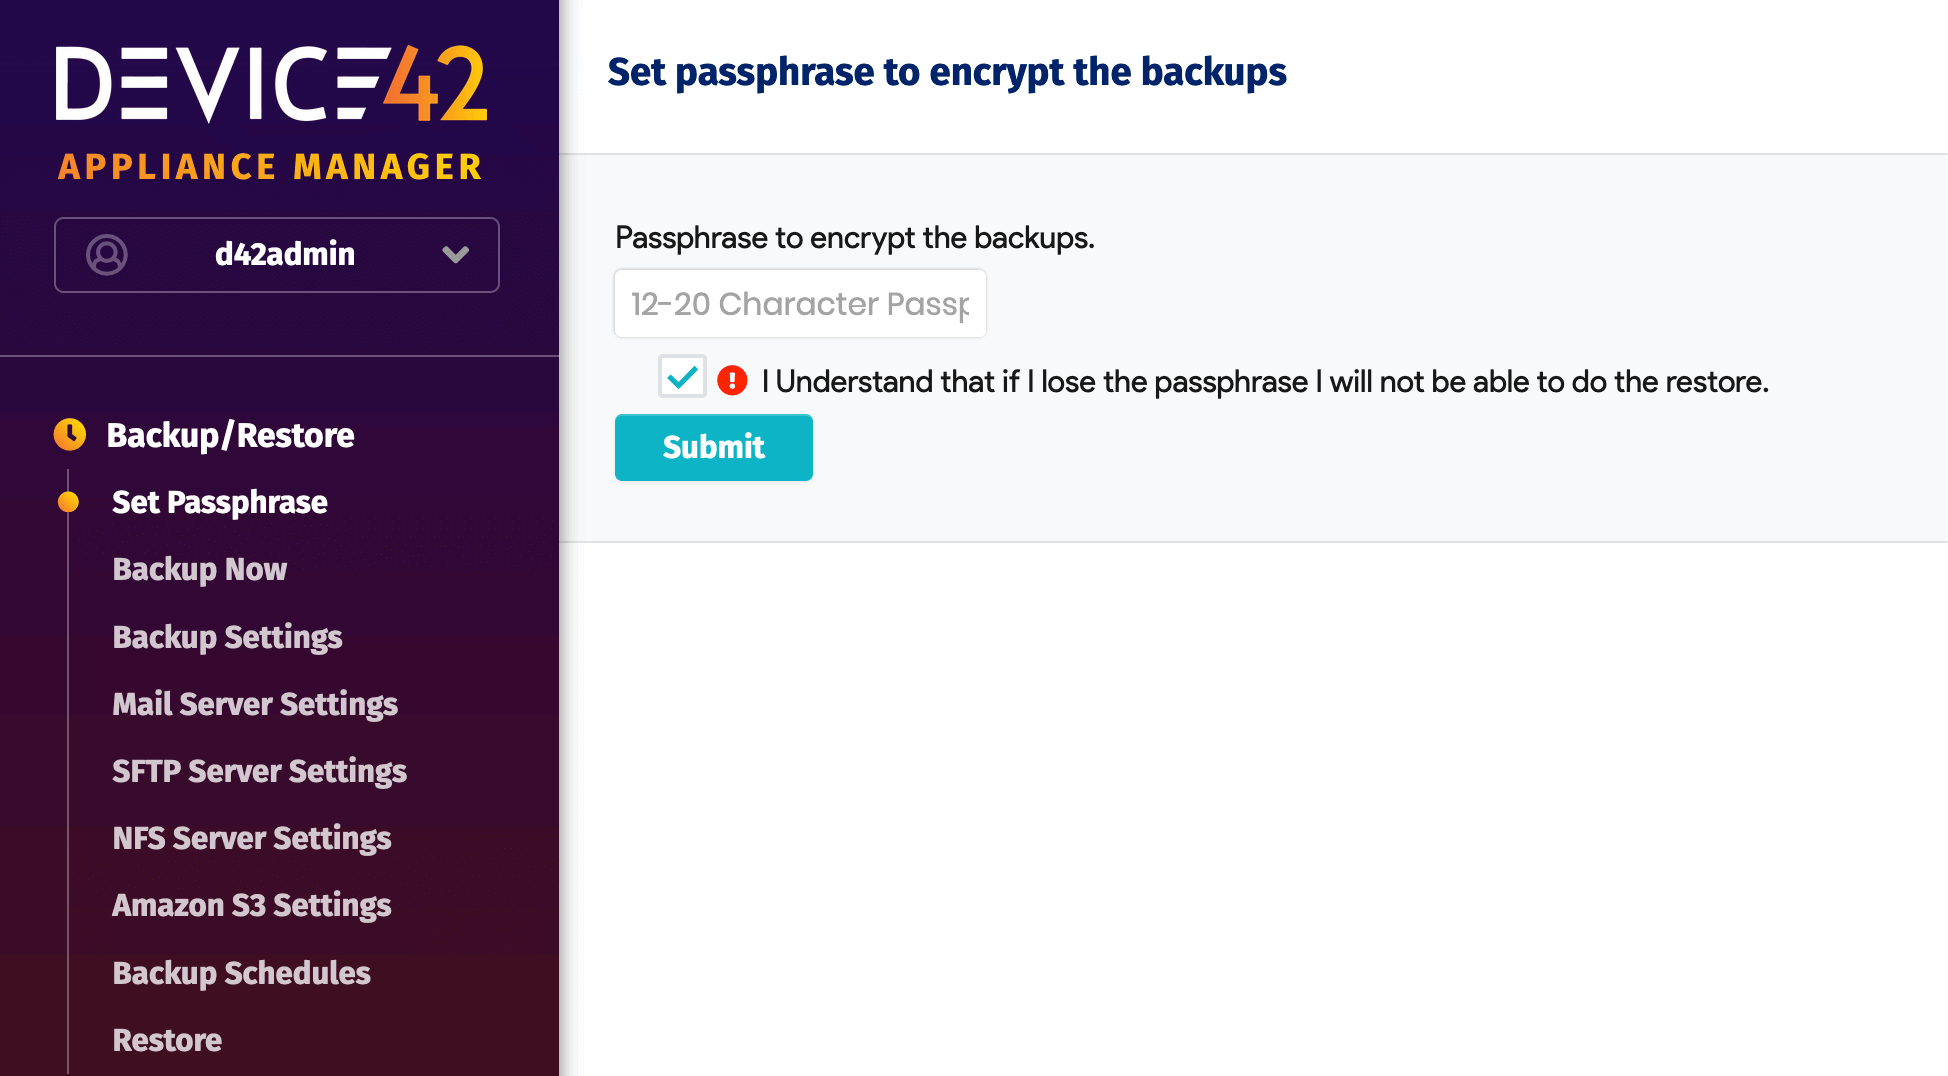 DEVICE42
APPLIANCE MANAGER
d42admin
Backup/Restore
Set Passphrase
Backup Now
Backup Settings
Mail Server Settings
SFTP Server Settings
NFS Server Settings
Amazon S3 Settings
Backup Schedules
Restore
Set passphrase to encrypt the backups
Passphrase to encrypt the backups.
12-20 Character Passp
I Understand that if I lose the passphrase I will not be able to do the restore.
Submit